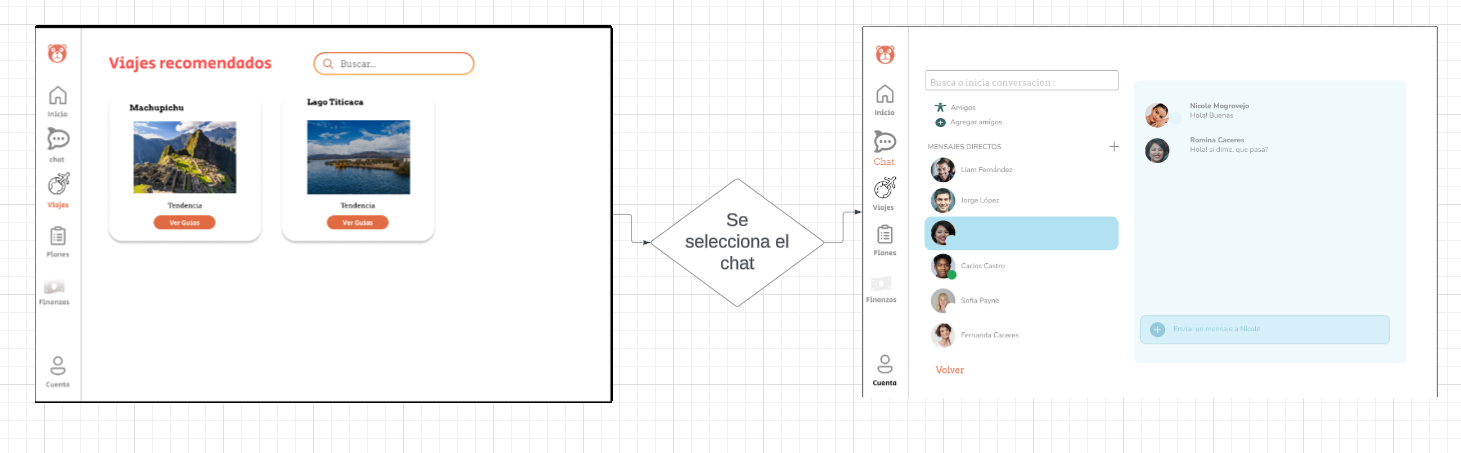 Viajes recomendados
Buscar...
Machupichu
Lago Titicaca
Tendencia
Tendencia
Ver Guias
Ver Guias
Inicio
chat
Viajes
Planes
Finanzas
Cuenta
Se
selecciona el
chat
Inicio
Chat
Viajes
Planes
Finanzas
Cuenta
Busca o inicia conversacion :
Amigos
Agregar amigos
MENSAJES DIRECTOS
Liam Fernández
Jorge López
Carlos Castro
Sofía Payne
Fernanda Caceres
Volver
Nicole Mogrovejo
Hola! Buenas
Romina Caceres
Hola! si dime, que pasa?
Enviar un mensaje a Nicole